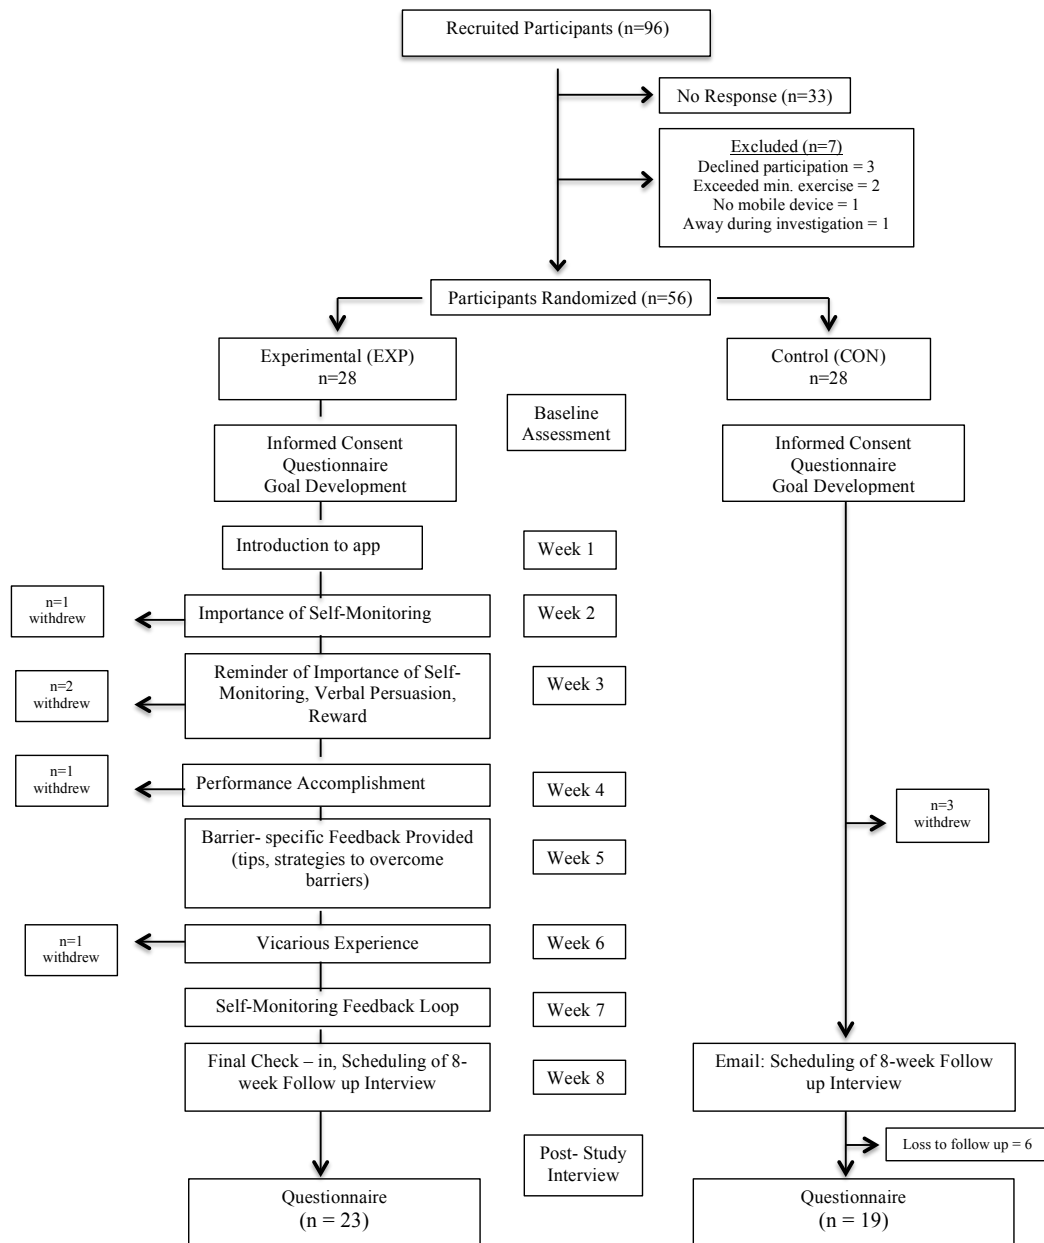 Recruited Participants (n=96)
No Response (n=33)
Excluded (n=7)
Declined participation = 3
Exceeded min. exercise = 2
No mobile device = 1
Away during investigation = 1
Participants Randomized (n=56)
Experimental (EXP)
n=28
Control (CON)
n=28
Baseline
Assessment
Informed Consent
Questionnaire
Goal Development
Informed Consent
Questionnaire
Goal Development
Introduction to app
Week 1
n=1
withdrew
Importance of Self-Monitoring
Week 2
n=2
withdrew
Reminder of Importance of Self-
Monitoring, Verbal Persuasion,
Reward
Week 3
n=1
withdrew
Performance Accomplishment
Week 4
n=3
withdrew
Barrier- specific Feedback Provided
(tips, strategies to overcome
barriers)
Week 5
n=1
withdrew
Vicarious Experience
Week 6
Self-Monitoring Feedback Loop
Week 7
Final Check – in, Scheduling of 8-
week Follow up Interview
Week 8
Email: Scheduling of 8-week Follow
up Interview
Loss to follow up = 6
Post- Study
Interview
Questionnaire
(n = 23)
Questionnaire
(n = 19)